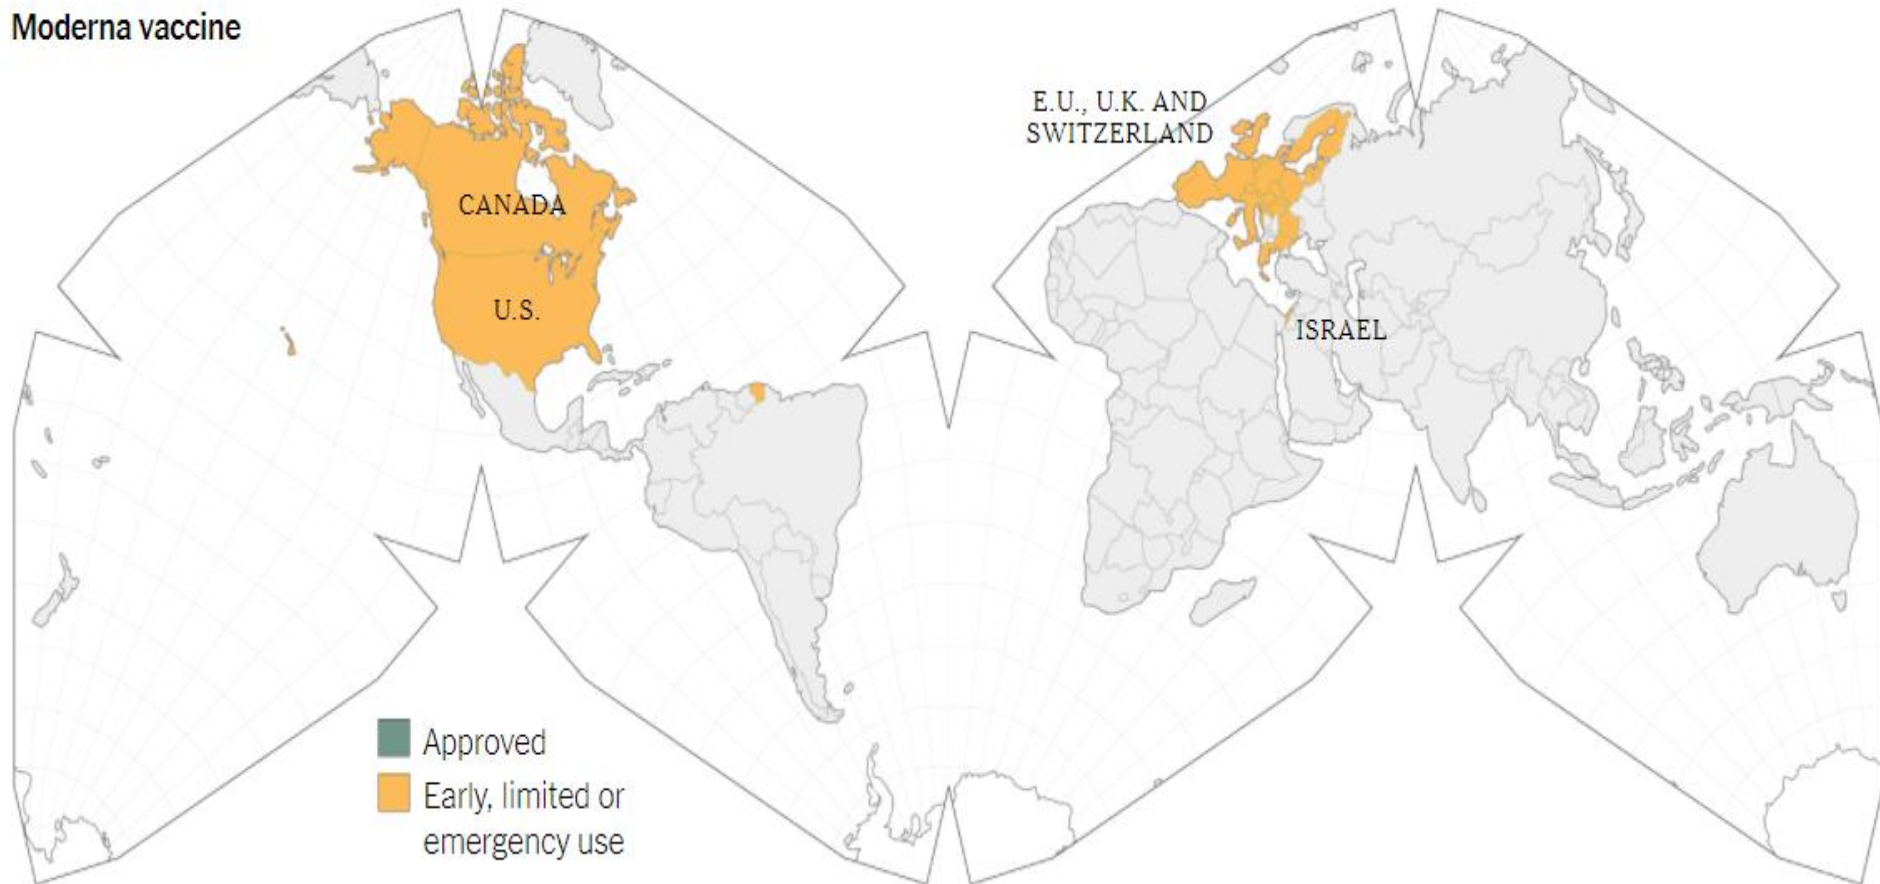 Moderna vaccine
E.U., U.K. AND
SWITZERLAND
CANADA
U.S.
ISRAEL
Approved
Early, limited or
emergency use